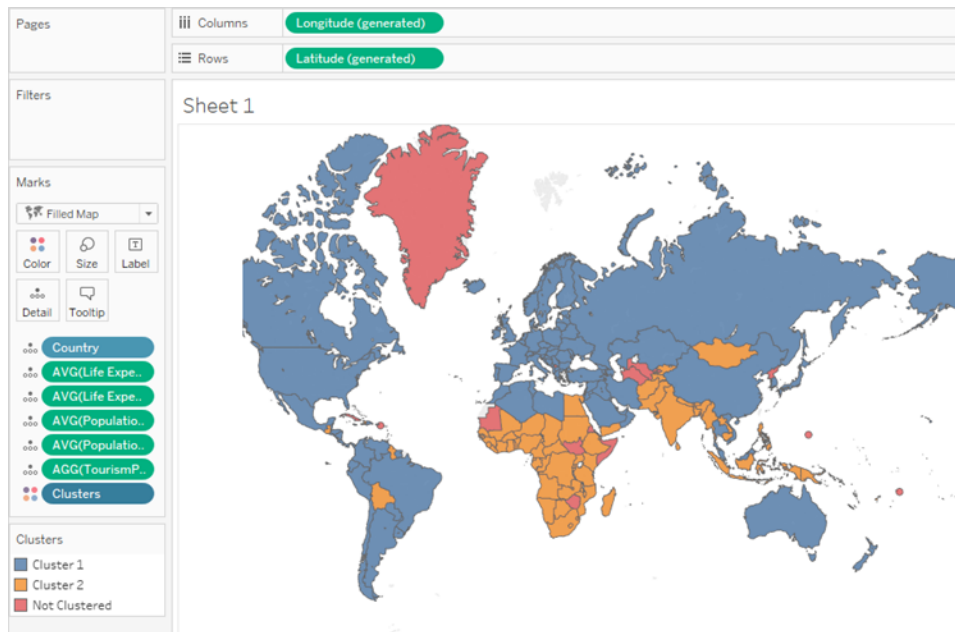 Pages
Columns
Longitude (generated)
Rows
Latitude (generated)
Filters
Sheet 1
Marks
Filled Map
Color
Size
Label
Detail
Tooltip
Country
AVG(Life Expe..
AVG(Life Expe..
AVG(Populatio..
AVG(Populatio..
AGG(TourismP..
Clusters
Clusters
Cluster 1
Cluster 2
Not Clustered